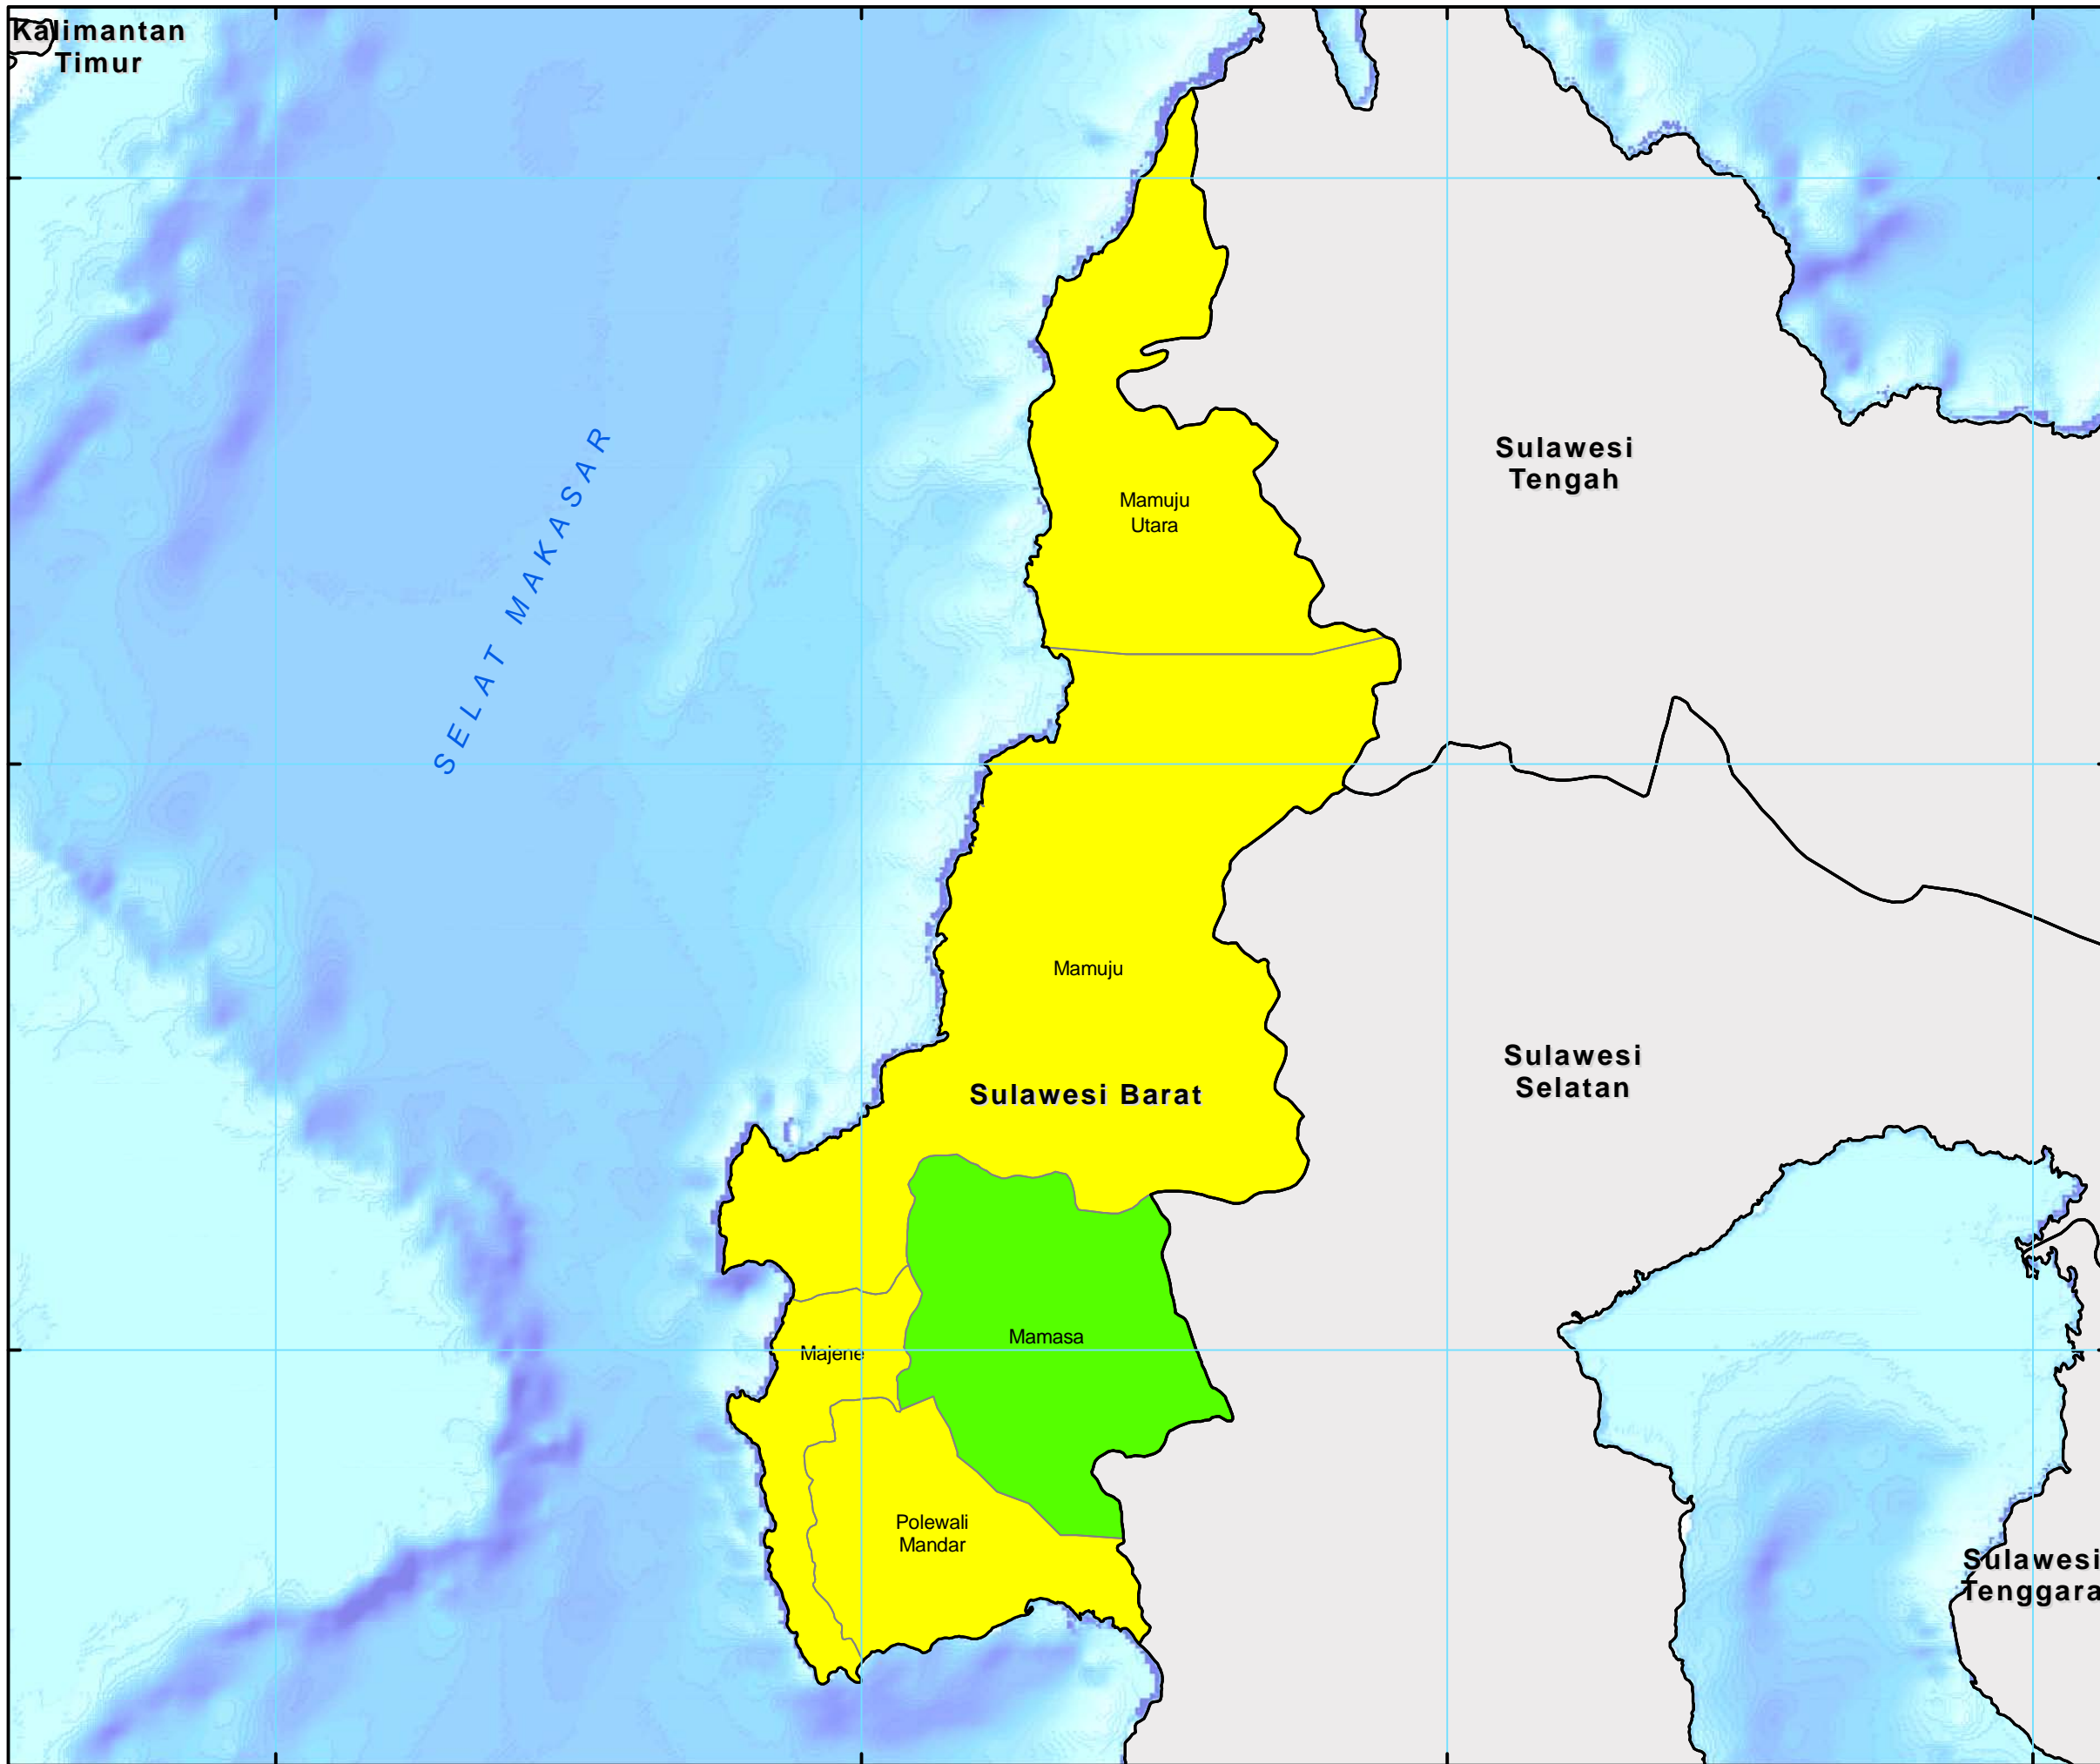 Kalimantan
Timur
SELAT MAKASAR
Mamuju
Utara
Sulawesi
Tengah
Mamuju
Sulawesi Barat
Sulawesi
Selatan
Majene
Mamasa
Polewali
Mandar
Sulawesi
Tenggara